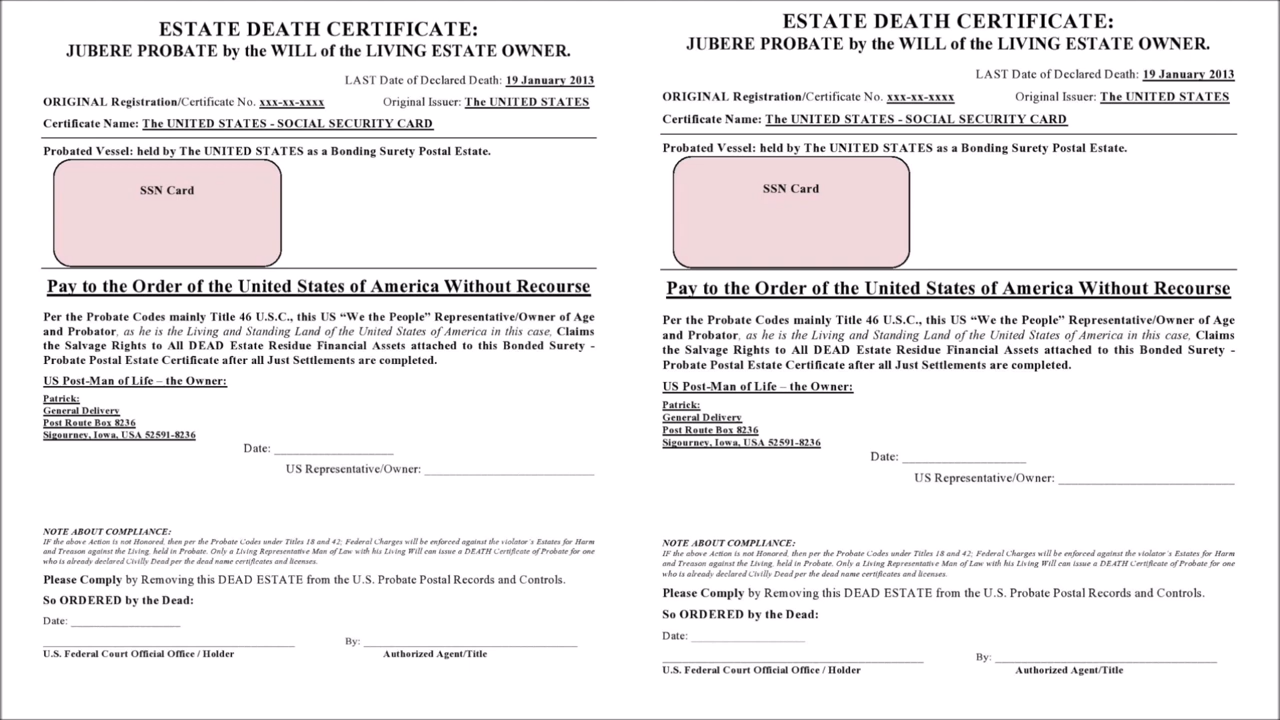 ESTATE DEATH CERTIFICATE:
JUBERE PROBATE by the WILL of the LIVING ESTATE OWNER.
LAST Date of Declared Death: 19 January 2013
ORIGINAL Registration/Certificate No. xxx-xx-xxxx Original Issuer: The UNITED STATES
Certificate Name: The UNITED STATES - SOCIAL SECURITY CARD
Probated Vessel: held by The UNITED STATES as a Bonding Surety Postal Estate.
SSN Card
Pay to the Order of the United States of America Without Recourse
Per the Probate Codes mainly Title 46 U.S.C., this US “We the People” Representative/Owner of Age
and Probator, as he is the Living and Standing Land of the United States of America in this case, Claims
the Salvage Rights to All DEAD Estate Residue Financial Assets attached to this Bonded Surety -
Probate Postal Estate Certificate after all Just Settlements are completed.
US Post-Man of Life – the Owner:
Patrick:
General Delivery
Post Route Box 8236
Sigourney, Iowa, USA 52591-8236
Date: ____________________
US Representative/Owner: ____________________
NOTE ABOUT COMPLIANCE:
IF the above Action is not Honored, then per the Probate Codes under Titles 18 and 42; Federal Charges will be enforced against the violator's Estates for Harm
and Treason against the Living, held in Probate. Only a Living Representative Man of Law with his Living Will can issue a DEATH Certificate of Probate for one
who is already declared Civilly Dead per the dead name certificates and licenses.
Please Comply by Removing this DEAD ESTATE from the U.S. Probate Postal Records and Controls.
So ORDERED by the Dead:
Date: ____________________
By: ____________________
U.S. Federal Court Official Office / Holder Authorized Agent/Title
ESTATE DEATH CERTIFICATE:
JUBERE PROBATE by the WILL of the LIVING ESTATE OWNER.
LAST Date of Declared Death: 19 January 2013
ORIGINAL Registration/Certificate No. xxx-xx-xxxx Original Issuer: The UNITED STATES
Certificate Name: The UNITED STATES - SOCIAL SECURITY CARD
Probated Vessel: held by The UNITED STATES as a Bonding Surety Postal Estate.
SSN Card
Pay to the Order of the United States of America Without Recourse
Per the Probate Codes mainly Title 46 U.S.C., this US “We the People” Representative/Owner of Age
and Probator, as he is the Living and Standing Land of the United States of America in this case, Claims
the Salvage Rights to All DEAD Estate Residue Financial Assets attached to this Bonded Surety -
Probate Postal Estate Certificate after all Just Settlements are completed.
US Post-Man of Life – the Owner:
Patrick:
General Delivery
Post Route Box 8236
Sigourney, Iowa, USA 52591-8236
Date: ____________________
US Representative/Owner: ____________________
NOTE ABOUT COMPLIANCE:
IF the above Action is not Honored, then per the Probate Codes under Titles 18 and 42; Federal Charges will be enforced against the violator's Estates for Harm
and Treason against the Living, held in Probate. Only a Living Representative Man of Law with his Living Will can issue a DEATH Certificate of Probate for one
who is already declared Civilly Dead per the dead name certificates and licenses.
Please Comply by Removing this DEAD ESTATE from the U.S. Probate Postal Records and Controls.
So ORDERED by the Dead:
Date: ____________________
By: ____________________
U.S. Federal Court Official Office / Holder Authorized Agent/Title